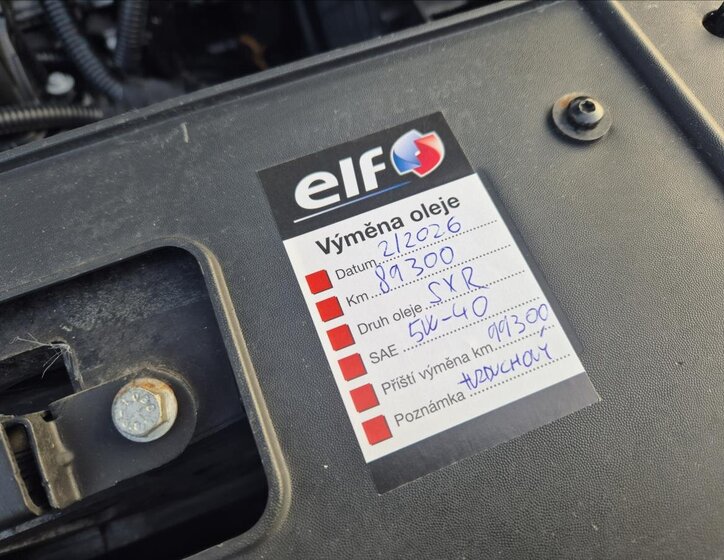 elf
Výměna oleje
Datum 2/2026
Km 89300
Druh oleje SXR
SAE 5W-40
Příští výměna km 99300
Poznámka VZDUCHOVÝ